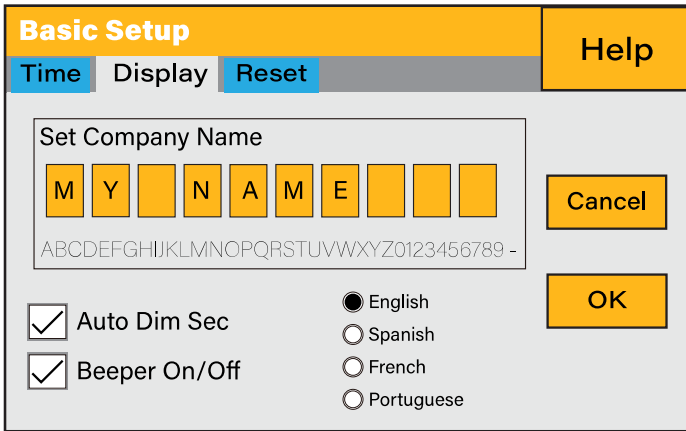 Basic Setup
Help
Time Display Reset
Set Company Name
M Y N A M E
ABCDEFGHIJKLMNOPQRSTUVWXYZ0123456789 -
Cancel
OK
Auto Dim Sec
Beeper On/Off
English
Spanish
French
Portuguese